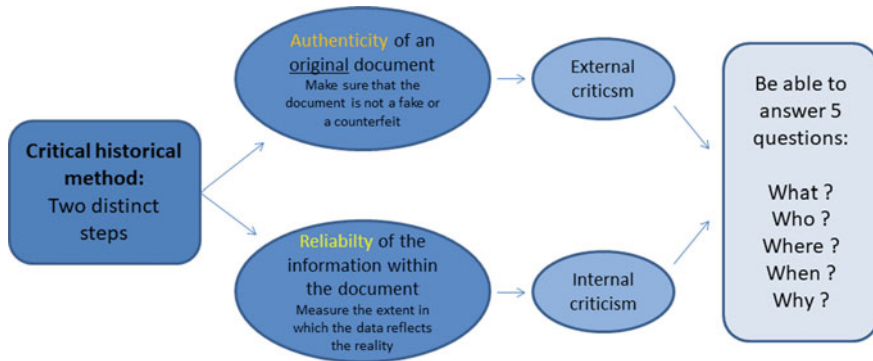 Critical historical
method:
Two distinct
steps
Authenticity of an
original document
Make sure that the
document is not a fake or
a counterfeit
External
criticsm
Reliabilty of the
information within
the document
Measure the extent in
which the data reflects
the reality
Internal
criticism
Be able to
answer 5
questions:
What ?
Who ?
Where ?
When ?
Why ?